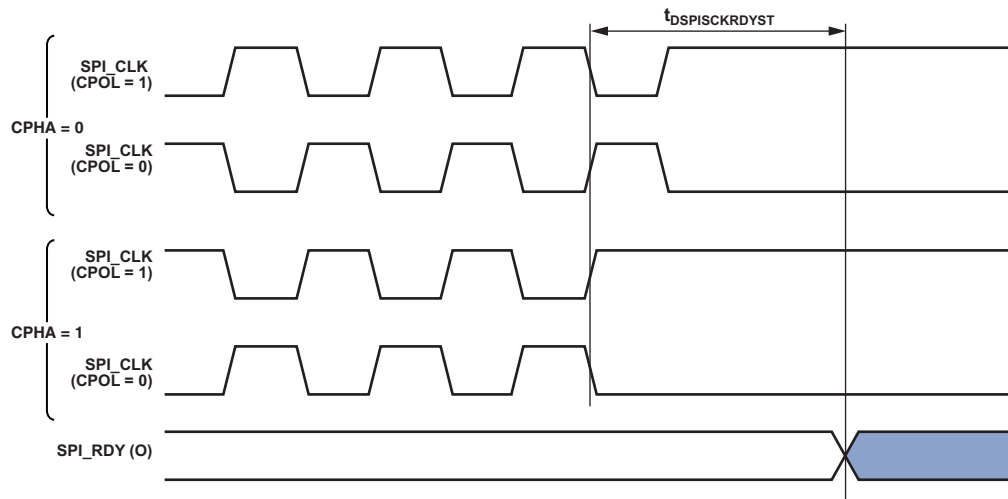 tDSPISCKRDYST
SPI_CLK
(CPOL = 1)
CPHA = 0
SPI_CLK
(CPOL = 0)
SPI_CLK
(CPOL = 1)
CPHA = 1
SPI_CLK
(CPOL = 0)
SPI_RDY (O)